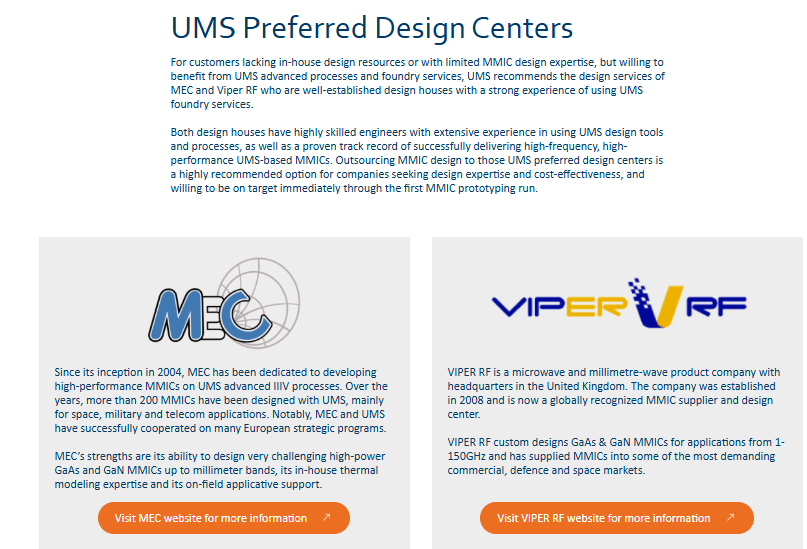 UMS Preferred Design Centers
For customers lacking in-house design resources or with limited MMIC design expertise, but willing to
benefit from UMS advanced processes and foundry services, UMS recommends the design services of
MEC and Viper RF who are well-established design houses with a strong experience of using UMS
foundry services.
Both design houses have highly skilled engineers with extensive experience in using UMS design tools
and processes, as well as a proven track record of successfully delivering high-frequency, high-
performance UMS-based MMICs. Outsourcing MMIC design to those UMS preferred design centers is
a highly recommended option for companies seeking design expertise and cost-effectiveness, and
willing to be on target immediately through the first MMIC prototyping run.
MEC
Since its inception in 2004, MEC has been dedicated to developing
high-performance MMICs on UMS advanced IIIV processes. Over the
years, more than 200 MMICs have been designed with UMS, mainly
for space, military and telecom applications. Notably, MEC and UMS
have successfully cooperated on many European strategic programs.
MEC's strengths are its ability to design very challenging high-power
GaAs and GaN MMICs up to millimeter bands, its in-house thermal
modeling expertise and its on-field applicative support.
Visit MEC website for more information
VIPER RF
VIPER RF is a microwave and millimetre-wave product company with
headquarters in the United Kingdom. The company was established
in 2008 and is now a globally recognized MMIC supplier and design
center.
VIPER RF custom designs GaAs & GaN MMICs for applications from 1-
150GHz and has supplied MMICs into some of the most demanding
commercial, defence and space markets.
Visit VIPER RF website for more information